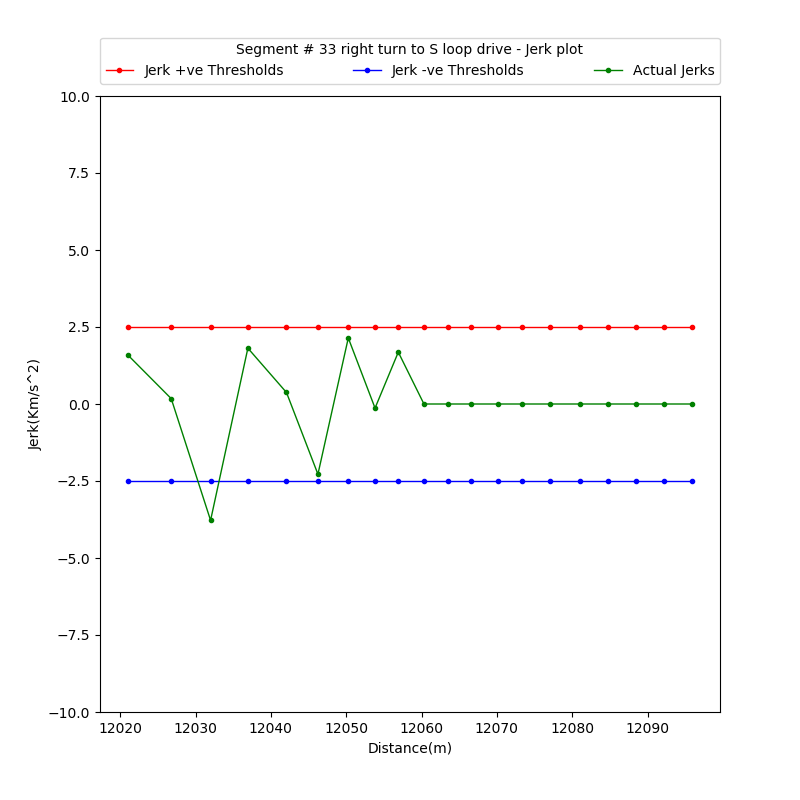 Segment # 33 right turn to S loop drive - Jerk plot
Jerk +ve Thresholds Jerk -ve Thresholds Actual Jerks
10.0
7.5
5.0
2.5
0.0
−2.5
−5.0
−7.5
−10.0
Jerk(Km/s^2)
12020 12030 12040 12050 12060 12070 12080 12090
Distance(m)